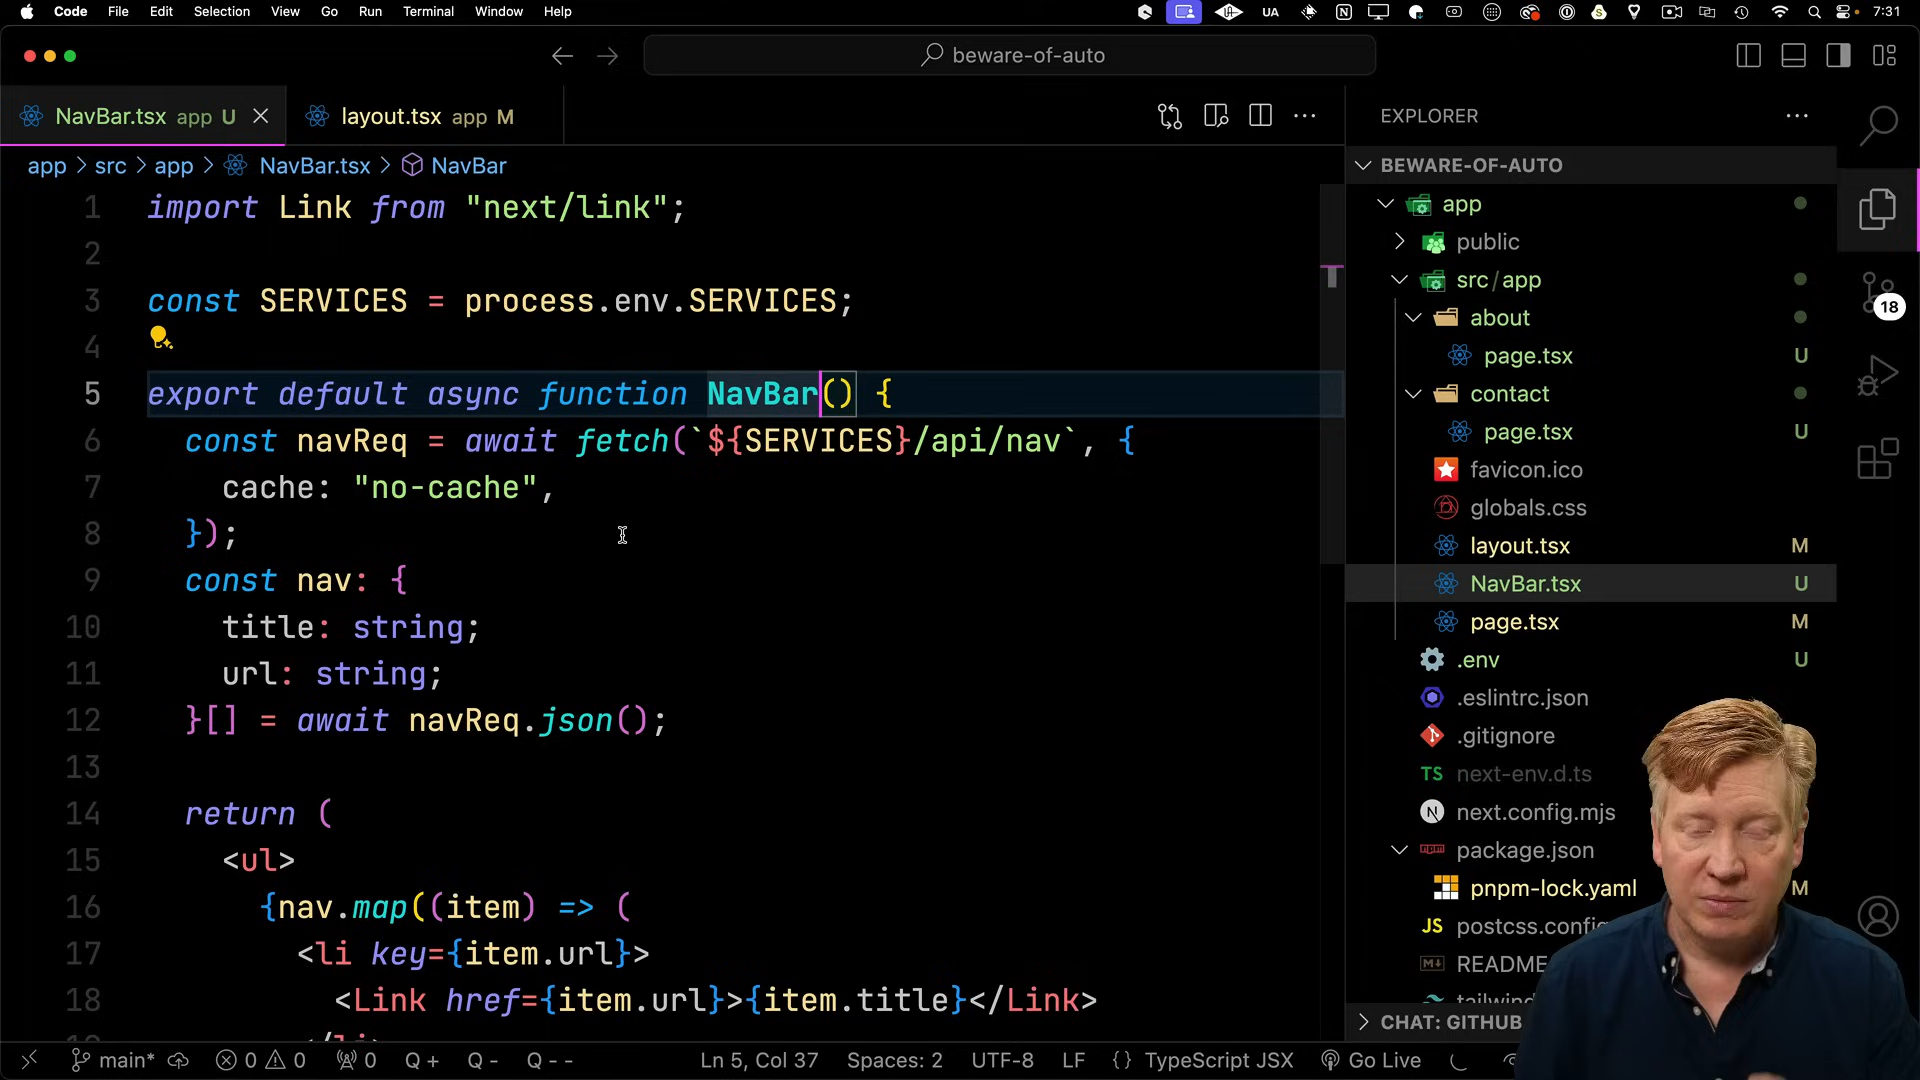 Code File Edit Selection View Go Run Terminal Window Help
UA
7:31
beware-of-auto
NavBar.tsx app U
layout.tsx app M
app > src > app > NavBar.tsx > NavBar
1 import Link from "next/link";
2
3 const SERVICES = process.env.SERVICES;
4
5 export default async function NavBar() {
6 const navReq = await fetch(`${SERVICES}/api/nav`, {
7 cache: "no-cache",
8 });
9 const nav: {
10 title: string;
11 url: string;
12 }[] = await navReq.json();
13
14 return (
15 <ul>
16 {nav.map((item) => (
17 <li key={item.url}>
18 <Link href={item.url}>{item.title}</Link>
EXPLORER
BEWARE-OF-AUTO
app
public
src/app
about
page.tsx U
contact
page.tsx U
favicon.ico
globals.css
layout.tsx M
NavBar.tsx U
page.tsx M
.env U
.eslintrc.json
.gitignore
TS next-env.d.ts
N next.config.mjs
package.json
pnpm-lock.yaml M
JS postcss.config
README
tailwind
CHAT: GITHUB
18
main* 0 0 0 Q + Q - Q - -
Ln 5, Col 37 Spaces: 2 UTF-8 LF {} TypeScript JSX Go Live